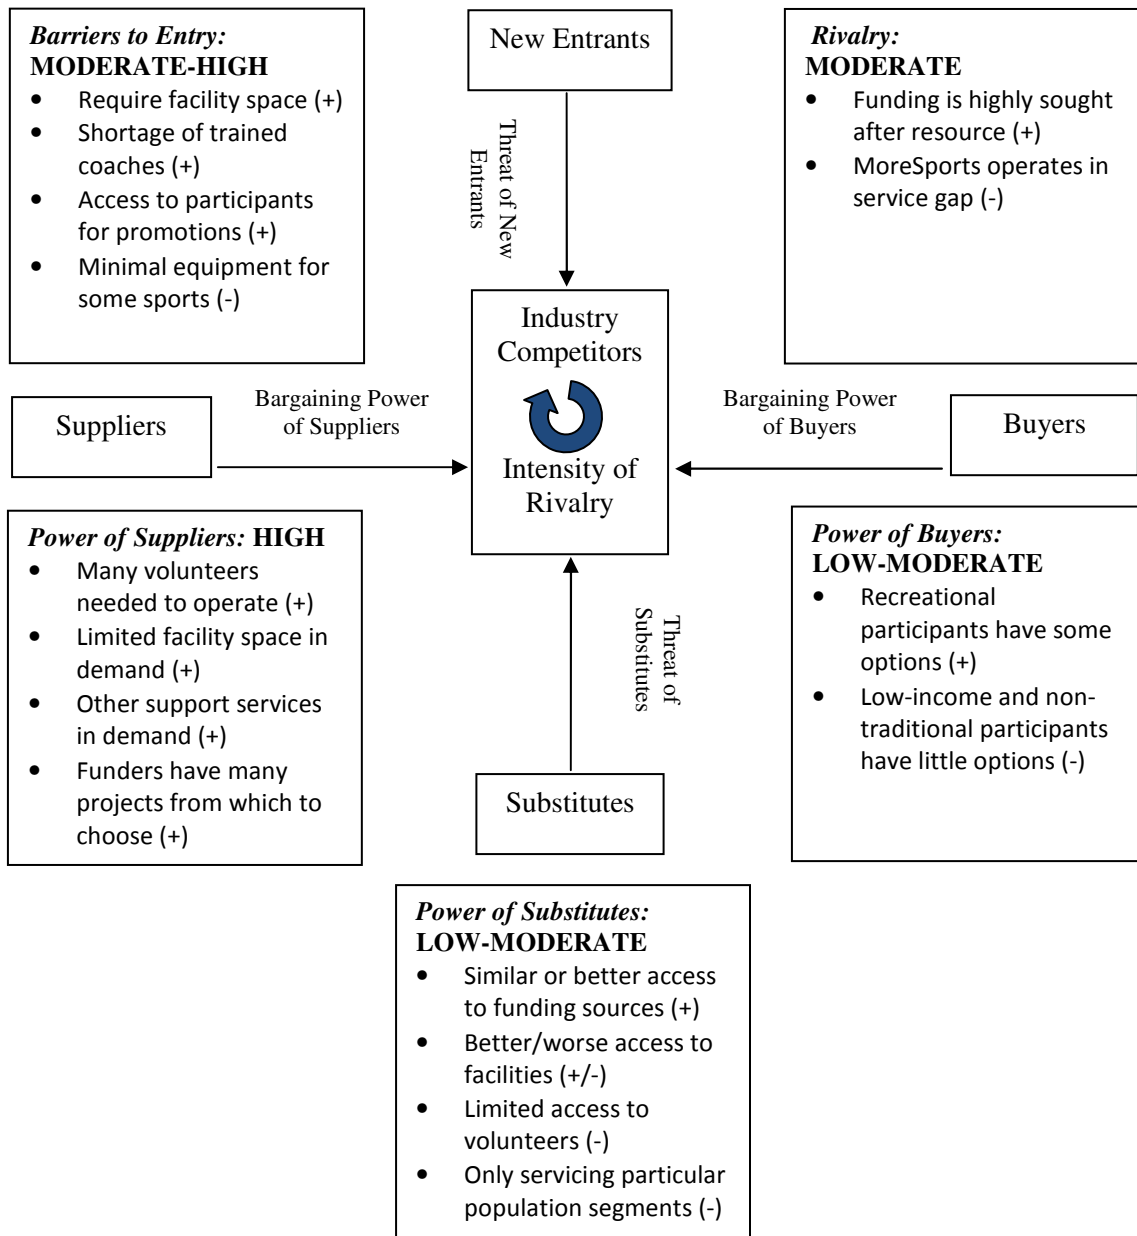 Barriers to Entry:
MODERATE-HIGH
• Require facility space (+)
• Shortage of trained
coaches (+)
• Access to participants
for promotions (+)
• Minimal equipment for
some sports (-)
New Entrants
Threat of New
Entrants
Rivalry:
MODERATE
• Funding is highly sought
after resource (+)
• MoreSports operates in
service gap (-)
Suppliers
Bargaining Power
of Suppliers
Industry
Competitors
Intensity of
Rivalry
Bargaining Power
of Buyers
Buyers
Power of Suppliers: HIGH
• Many volunteers
needed to operate (+)
• Limited facility space in
demand (+)
• Other support services
in demand (+)
• Funders have many
projects from which to
choose (+)
Threat of
Substitutes
Substitutes
Power of Buyers:
LOW-MODERATE
• Recreational
participants have some
options (+)
• Low-income and non-
traditional participants
have little options (-)
Power of Substitutes:
LOW-MODERATE
• Similar or better access
to funding sources (+)
• Better/worse access to
facilities (+/-)
• Limited access to
volunteers (-)
• Only servicing particular
population segments (-)